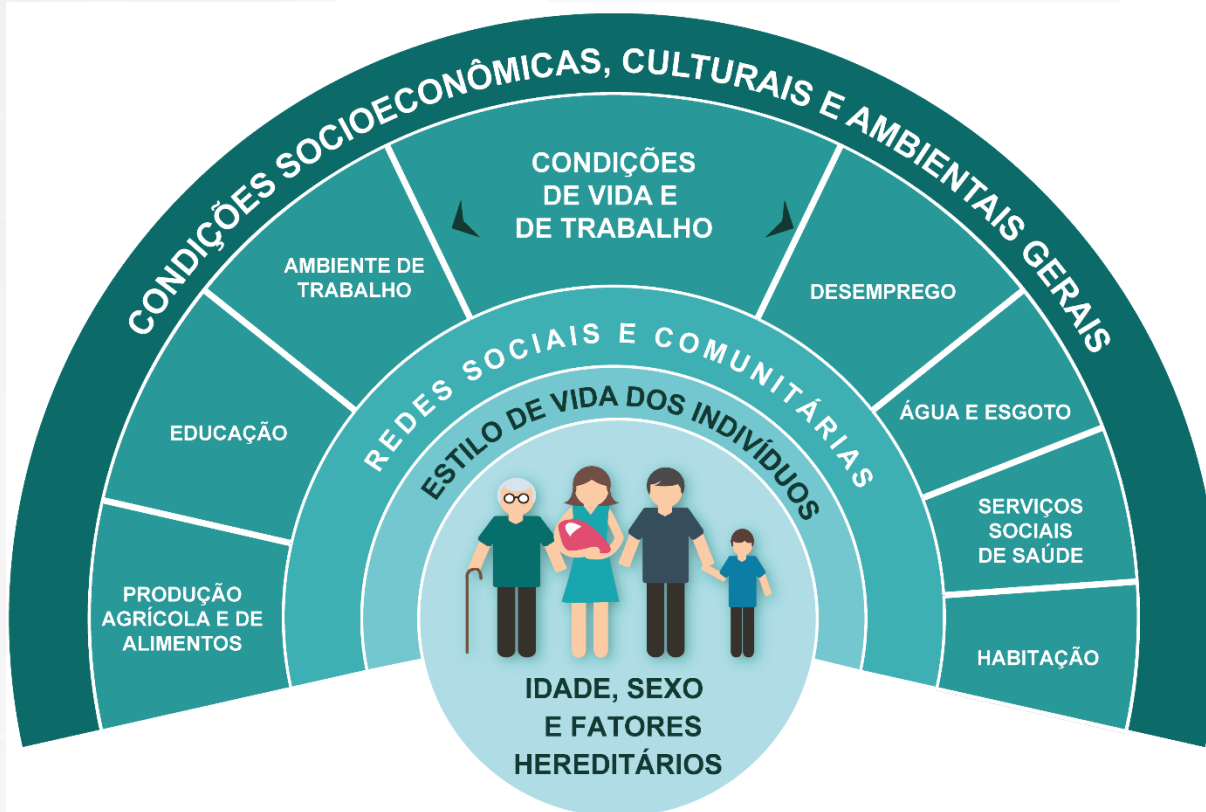 CONDIÇÕES SOCIOECONÔMICAS, CULTURAIS E AMBIENTAIS GERAIS
CONDIÇÕES
DE VIDA E
DE TRABALHO
AMBIENTE DE
TRABALHO
DESEMPREGO
EDUCAÇÃO
ÁGUA E ESGOTO
PRODUÇÃO
AGRÍCOLA E DE
ALIMENTOS
SERVIÇOS
SOCIAIS
DE SAÚDE
HABITAÇÃO
REDES SOCIAIS E COMUNITÁRIAS
ESTILO DE VIDA DOS INDIVÍDUOS
IDADE, SEXO
E FATORES
HEREDITÁRIOS